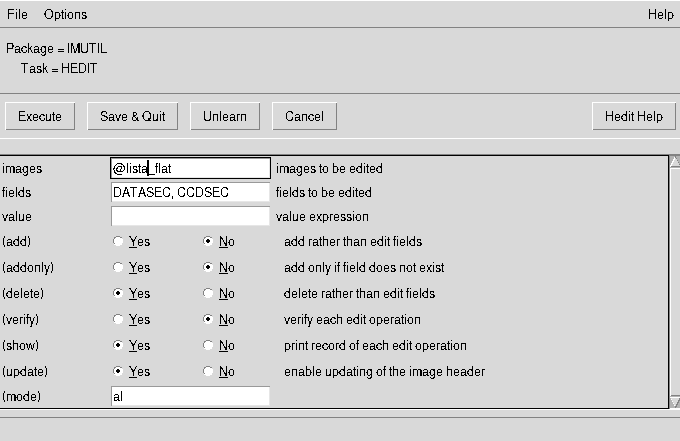 File Options Help
Package = IMUTIL
Task = HEDIT
Execute Save & Quit Unlearn Cancel Hedit Help
images @lista_flat images to be edited
fields DATASEC, CCDSEC fields to be edited
value value expression
(add) Yes No add rather than edit fields
(addonly) Yes No add only if field does not exist
(delete) Yes No delete rather than edit fields
(verify) Yes No verify each edit operation
(show) Yes No print record of each edit operation
(update) Yes No enable updating of the image header
(mode) al